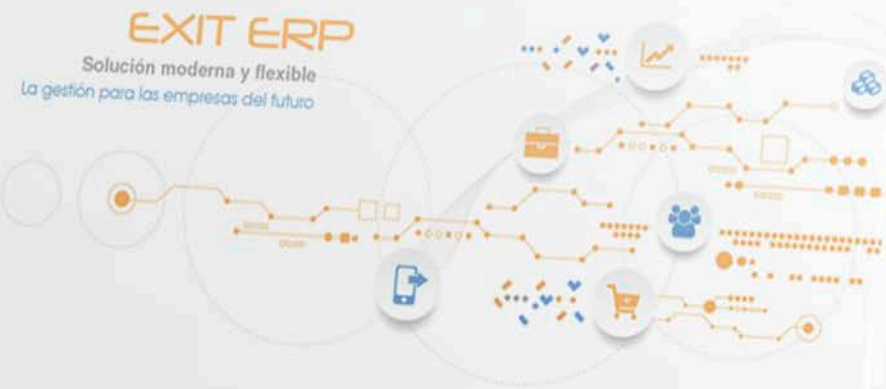 EXIT ERP
Solución moderna y flexible
La gestión para las empresas del futuro